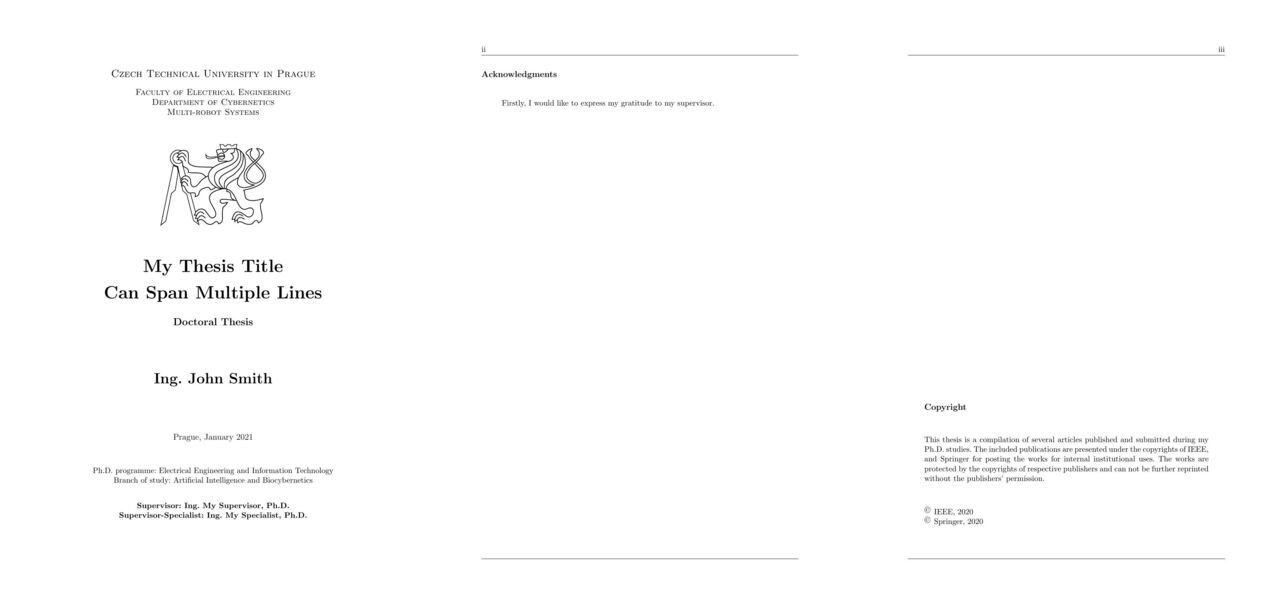 Czech Technical University in Prague
Faculty of Electrical Engineering
Department of Cybernetics
Multi-robot Systems
My Thesis Title
Can Span Multiple Lines
Doctoral Thesis
Ing. John Smith
Prague, January 2021
Ph.D. programme: Electrical Engineering and Information Technology
Branch of study: Artificial Intelligence and Biocybernetics
Supervisor: Ing. My Supervisor, Ph.D.
Supervisor-Specialist: Ing. My Specialist, Ph.D.
ii
Acknowledgments
Firstly, I would like to express my gratitude to my supervisor.
iii
Copyright
This thesis is a compilation of several articles published and submitted during my
Ph.D. studies. The included publications are presented under the copyrights of IEEE,
and Springer for posting the works for internal institutional uses. The works are
protected by the copyrights of respective publishers and can not be further reprinted
without the publishers' permission.
© IEEE, 2020
© Springer, 2020